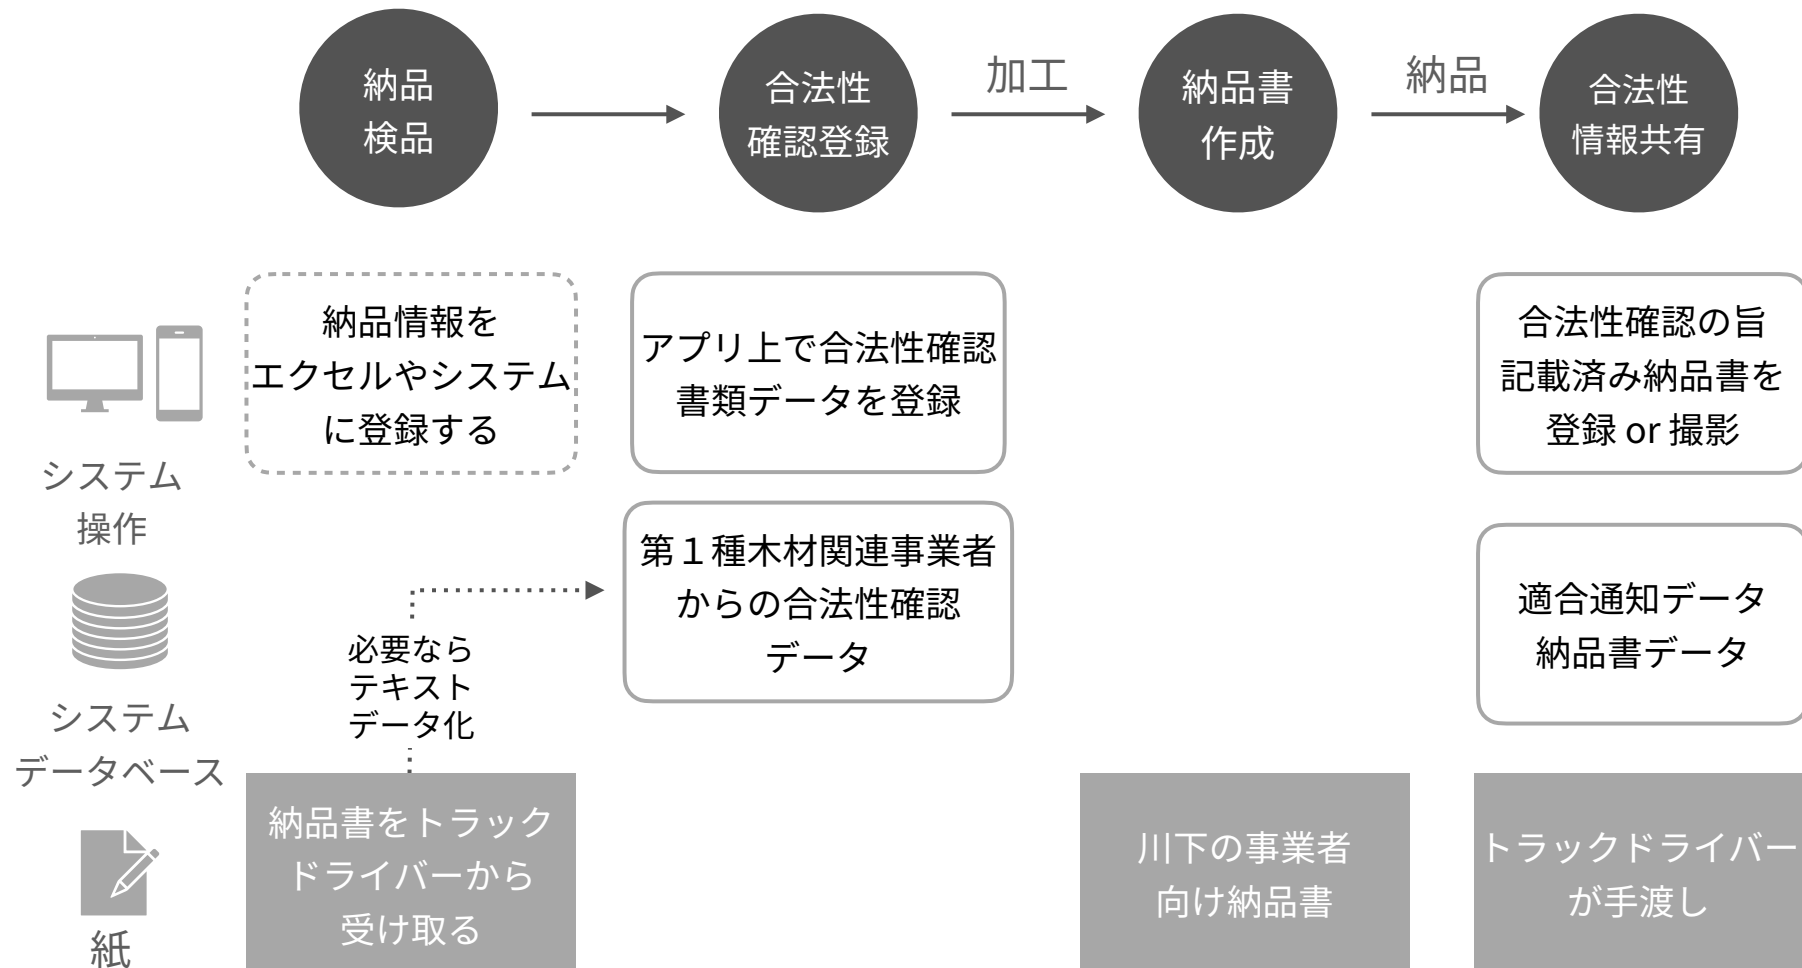 納品
検品
合法性
確認登録
加工
納品書
作成
納品
合法性
情報共有
システム
操作
納品情報を
エクセルやシステム
に登録する
アプリ上で合法性確認
書類データを登録
合法性確認の旨
記載済み納品書を
登録 or 撮影
システム
データベース
必要なら
テキスト
データ化
第１種木材関連事業者
からの合法性確認
データ
適合通知データ
納品書データ
紙
納品書をトラック
ドライバーから
受け取る
川下の事業者
向け納品書
トラックドライバー
が手渡し